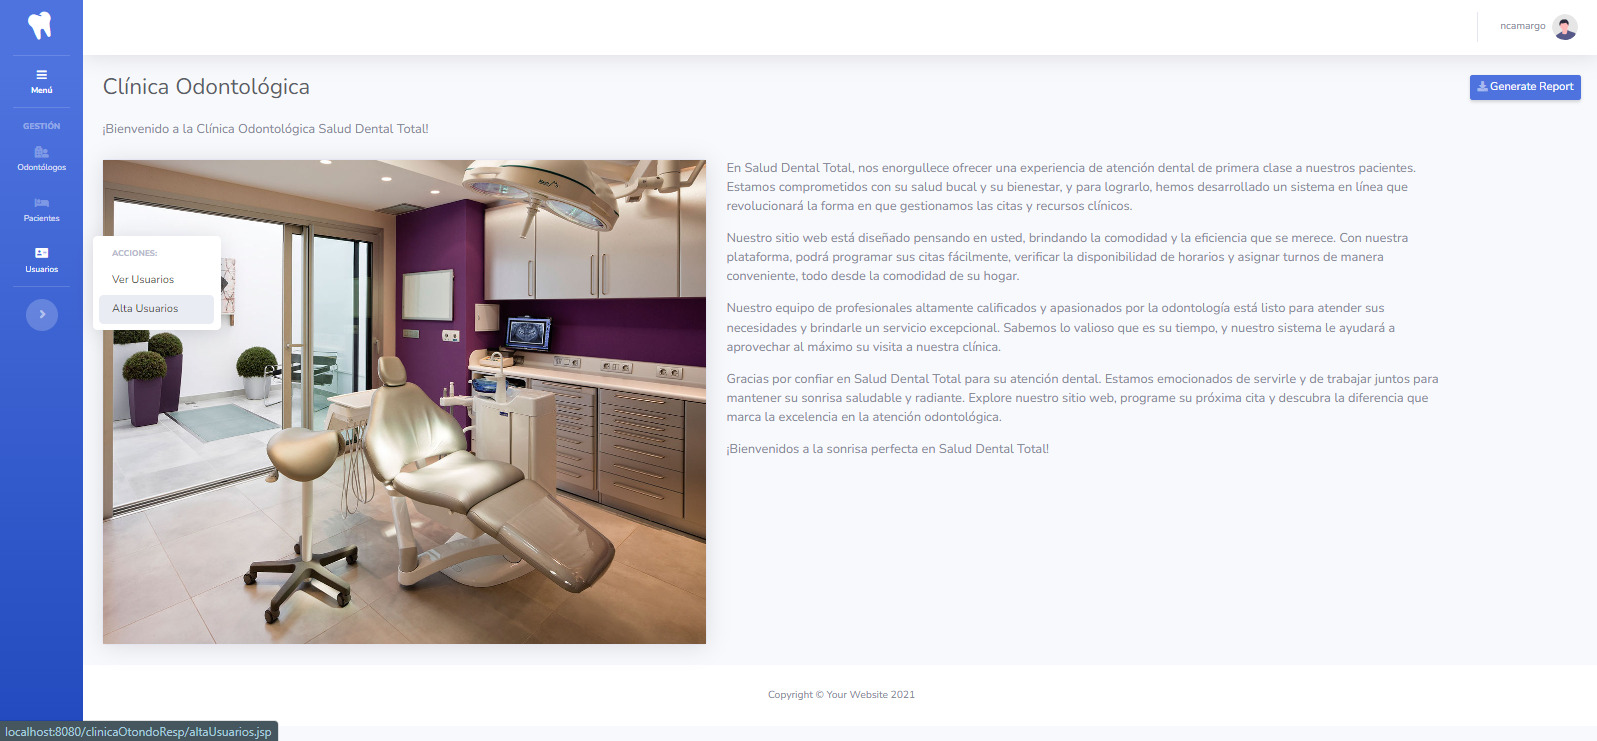 ncamargo
Menú
GESTIÓN
Odontólogos
Pacientes
Usuarios
ACCIONES:
Ver Usuarios
Alta Usuarios
Clínica Odontológica
Generate Report
¡Bienvenido a la Clínica Odontológica Salud Dental Total!
En Salud Dental Total, nos enorgullece ofrecer una experiencia de atención dental de primera clase a nuestros pacientes.
Estamos comprometidos con su salud bucal y su bienestar, y para lograrlo, hemos desarrollado un sistema en línea que
revolucionará la forma en que gestionamos las citas y recursos clínicos.
Nuestro sitio web está diseñado pensando en usted, brindando la comodidad y la eficiencia que se merece. Con nuestra
plataforma, podrá programar sus citas fácilmente, verificar la disponibilidad de horarios y asignar turnos de manera
conveniente, todo desde la comodidad de su hogar.
Nuestro equipo de profesionales altamente calificados y apasionados por la odontología está listo para atender sus
necesidades y brindarle un servicio excepcional. Sabemos lo valioso que es su tiempo, y nuestro sistema le ayudará a
aprovechar al máximo su visita a nuestra clínica.
Gracias por confiar en Salud Dental Total para su atención dental. Estamos emocionados de servirle y de trabajar juntos para
mantener su sonrisa saludable y radiante. Explore nuestro sitio web, programe su próxima cita y descubra la diferencia que
marca la excelencia en la atención odontológica.
¡Bienvenidos a la sonrisa perfecta en Salud Dental Total!
Copyright © Your Website 2021
localhost:8080/clinicaOtondoResp/altaUsuarios.jsp